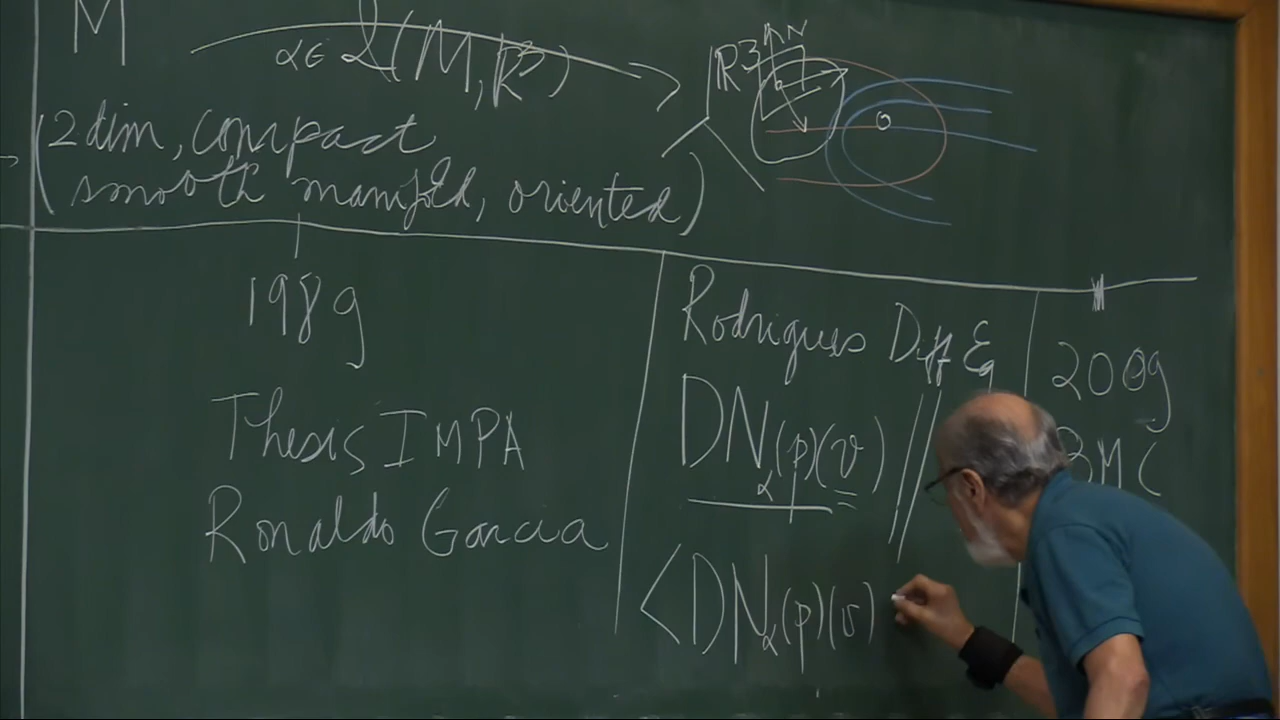 M
α∈ I(M, R³)
R³
N
(2 dim, compact
smooth manifold, oriented)
1989
Thesis IMPA
Ronaldo Garcia
Rodrigues Diff Eq
DN_α(p)(v) //
<DN_α(p)(v)
2009
BMC